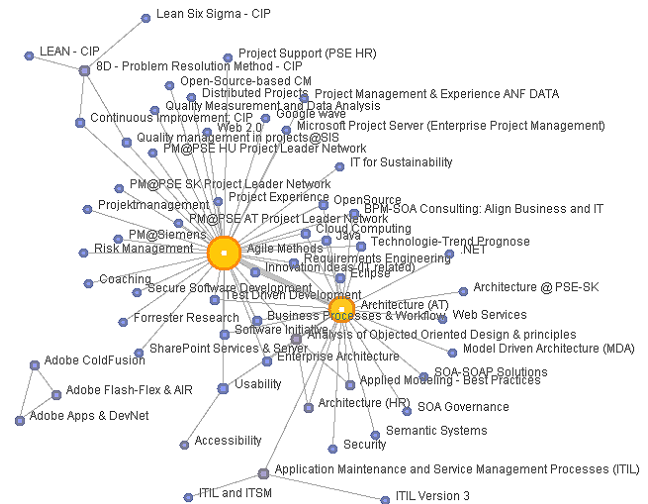 Lean Six Sigma - CIP
LEAN - CIP
Project Support (PSE HR)
8D - Problem Resolution Method - CIP
Open-Source-based CM
Distributed Projects
Project Management & Experience ANF DATA
Quality Measurement and Data Analysis
Google wave
Continuous Improvement, CIP
Web 2.0
Microsoft Project Server (Enterprise Project Management)
Quality management in projects@SIS
PM@PSE HU Project Leader Network
IT for Sustainability
PM@PSE SK Project Leader Network
Project Experience
OpenSource
Projektmanagement
BPM-SOA Consulting: Align Business and IT
PM@PSE AT Project Leader Network
Cloud Computing
PM@Siemens
Java
Technologie-Trend Prognose
Risk Management
Agile Methods
.NET
Requirements Engineering
Innovation Ideas (IT related)
Eclipse
Coaching
Secure Software Development
Architecture @ PSE-SK
Test Driven Development
Architecture (AT)
Forrester Research
Business Processes & Workflow
Web Services
Software Initiative
Analysis of Objected Oriented Design & principles
SharePoint Services & Server
Model Driven Architecture (MDA)
Enterprise Architecture
Adobe ColdFusion
SOA-SOAP Solutions
Usability
Applied Modeling - Best Practices
Adobe Flash-Flex & AIR
Architecture (HR)
SOA Governance
Adobe Apps & DevNet
Semantic Systems
Accessibility
Security
Application Maintenance and Service Management Processes (ITIL)
ITIL and ITSM
ITIL Version 3